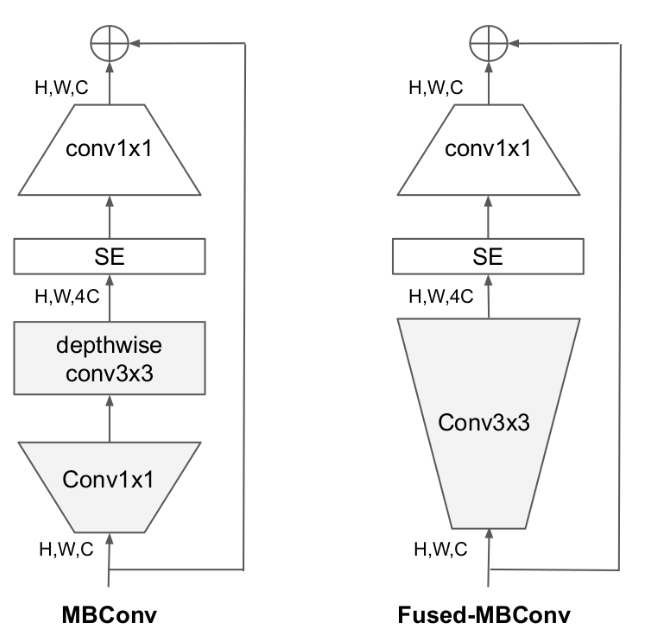 H,W,C
conv1x1
SE
H,W,4C
depthwise
conv3x3
Conv1x1
H,W,C
MBConv
H,W,C
conv1x1
SE
H,W,4C
Conv3x3
H,W,C
Fused-MBConv